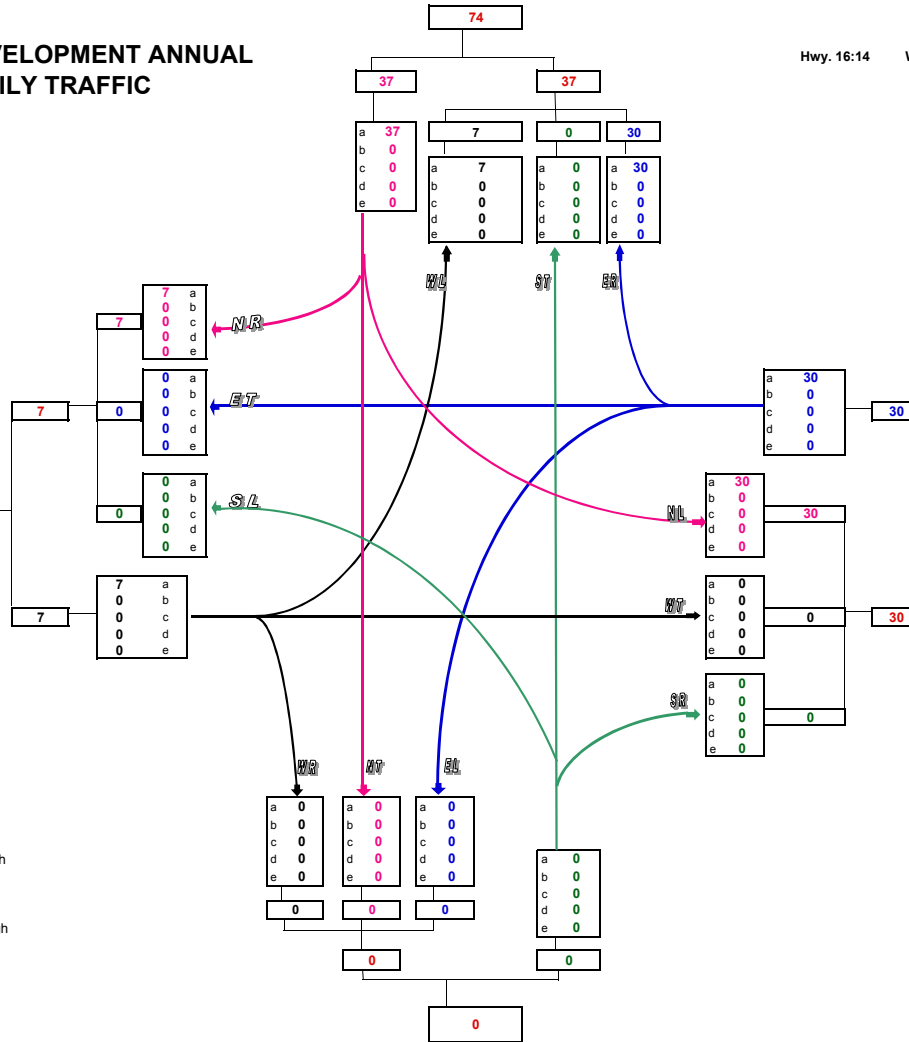 74
VELOPMENT ANNUAL
ILY TRAFFIC
Hwy. 16:14
37
37
7
0
30
a 37
b 0
c 0
d 0
e 0
a 7
b 0
c 0
d 0
e 0
a 0
b 0
c 0
d 0
e 0
a 30
b 0
c 0
d 0
e 0
WL
ST
ER
7 a
0 b
0 c
0 d
0 e
7
NR
0 a
0 b
0 c
0 d
0 e
7
0
ET
a 30
b 0
c 0
d 0
e 0
30
0 a
0 b
0 c
0 d
0 e
0
SL
a 30
b 0
c 0
d 0
e 0
NL
30
7 a
0 b
0 c
0 d
0 e
7
a 0
b 0
c 0
d 0
e 0
WT
0
30
a 0
b 0
c 0
d 0
e 0
SR
0
WR
NT
EL
a 0
b 0
c 0
d 0
e 0
a 0
b 0
c 0
d 0
e 0
a 0
b 0
c 0
d 0
e 0
a 0
b 0
c 0
d 0
e 0
h
0
0
0
gh
0
0
0